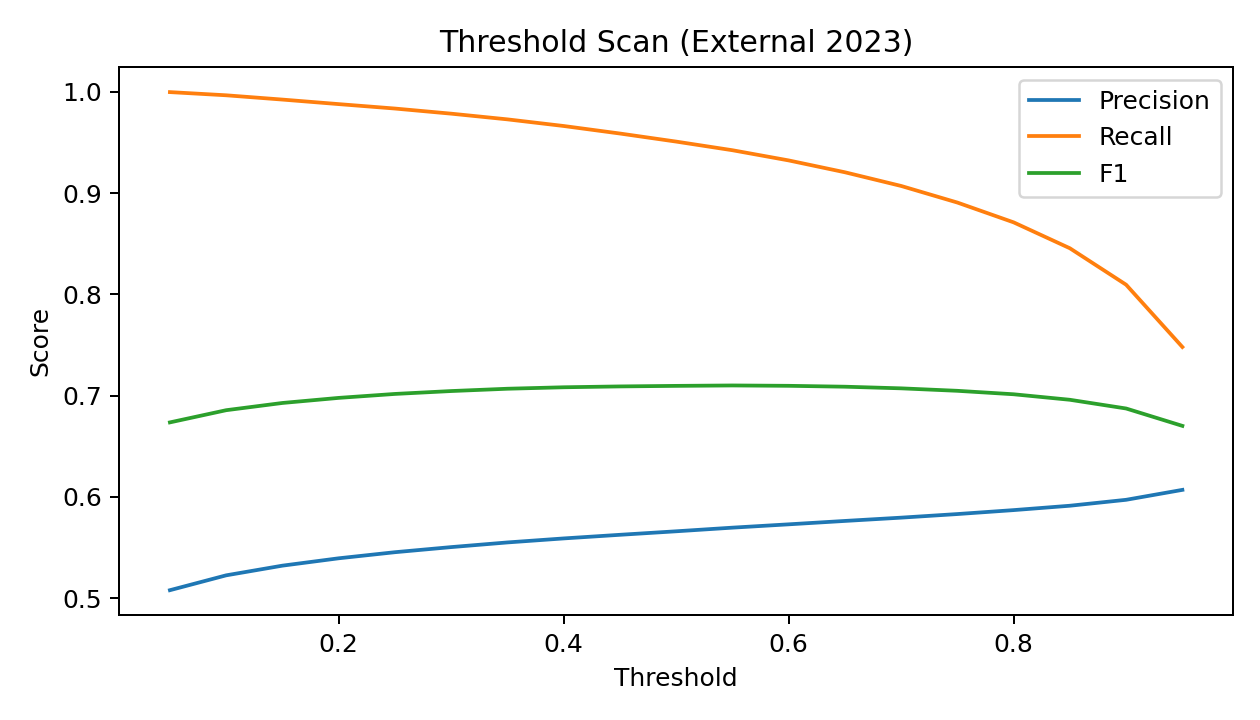 Threshold Scan (External 2023)
Precision
Recall
F1
1.0
0.9
0.8
0.7
0.6
0.5
Score
0.2
0.4
0.6
0.8
Threshold